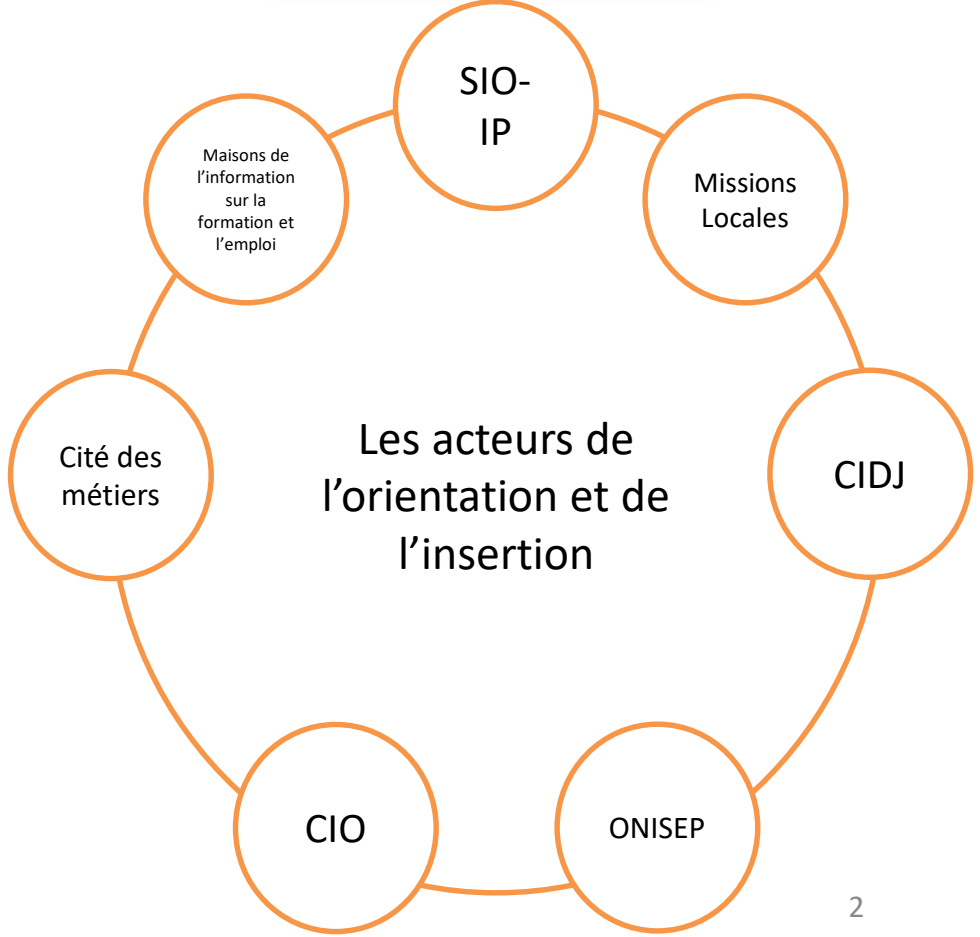 SIO-
IP
Maisons de
l’information
sur la
formation et
l’emploi
Missions
Locales
Cité des
métiers
Les acteurs de
l’orientation et de
l’insertion
CIDJ
CIO
ONISEP
2